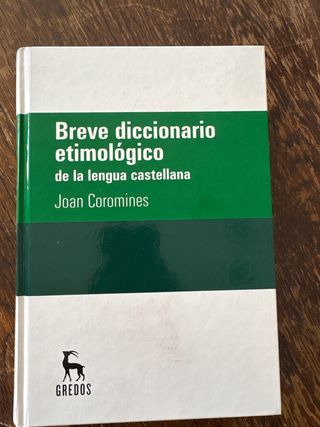 Breve diccionario
etimológico
de la lengua castellana
Joan Coromines
GREDOS